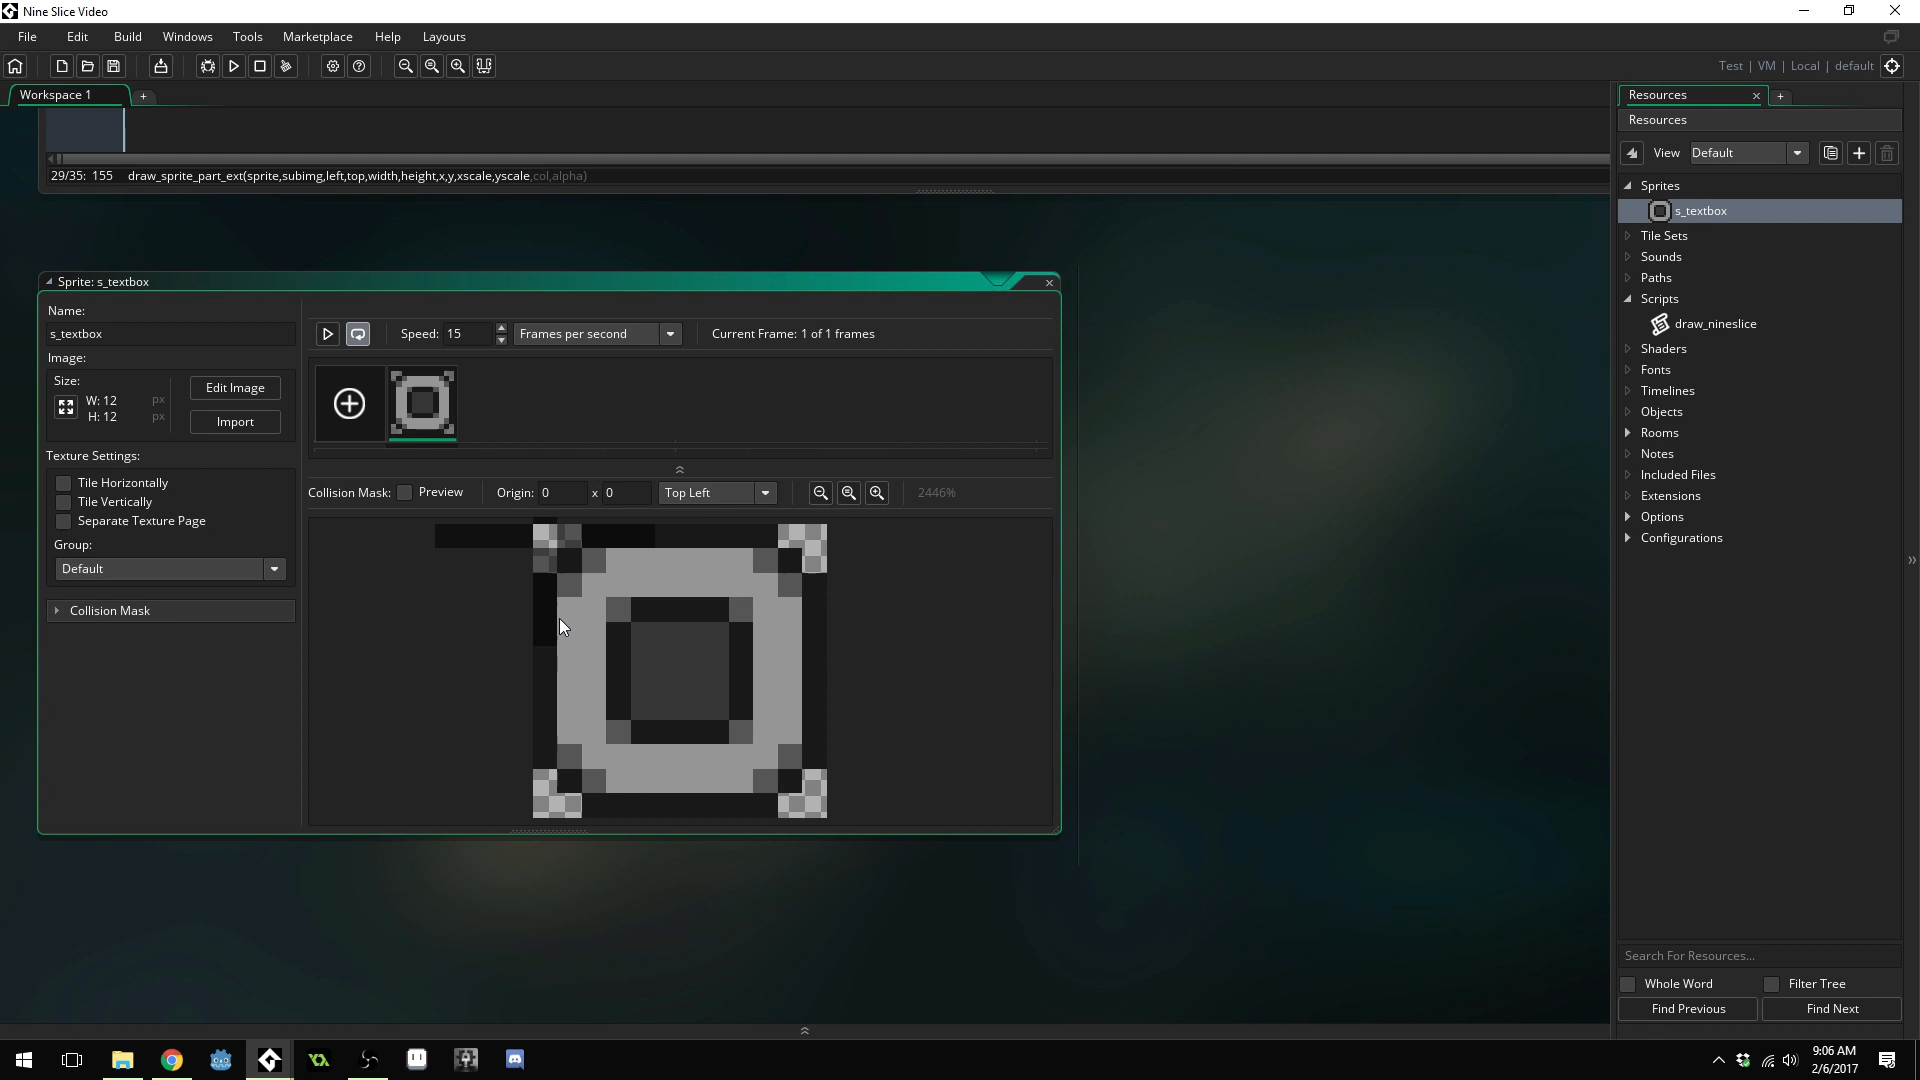 Nine Slice Video
File Edit Build Windows Tools Marketplace Help Layouts
Test | VM | Local | default
Workspace 1
29/35: 155 draw_sprite_part_ext(sprite,subimg,left,top,width,height,x,y,xscale,yscale,col,alpha)
Sprite: s_textbox
Name:
s_textbox
Image:
Size:
W: 12 px
H: 12 px
Edit Image
Import
Texture Settings:
Tile Horizontally
Tile Vertically
Separate Texture Page
Group:
Default
Collision Mask
Speed: 15 Frames per second Current Frame: 1 of 1 frames
Collision Mask: Preview Origin: 0 x 0 Top Left 2446%
Resources
Resources
View Default
Sprites
s_textbox
Tile Sets
Sounds
Paths
Scripts
draw_nineslice
Shaders
Fonts
Timelines
Objects
Rooms
Notes
Included Files
Extensions
Options
Configurations
Search For Resources...
Whole Word Filter Tree
Find Previous Find Next
9:06 AM
2/6/2017